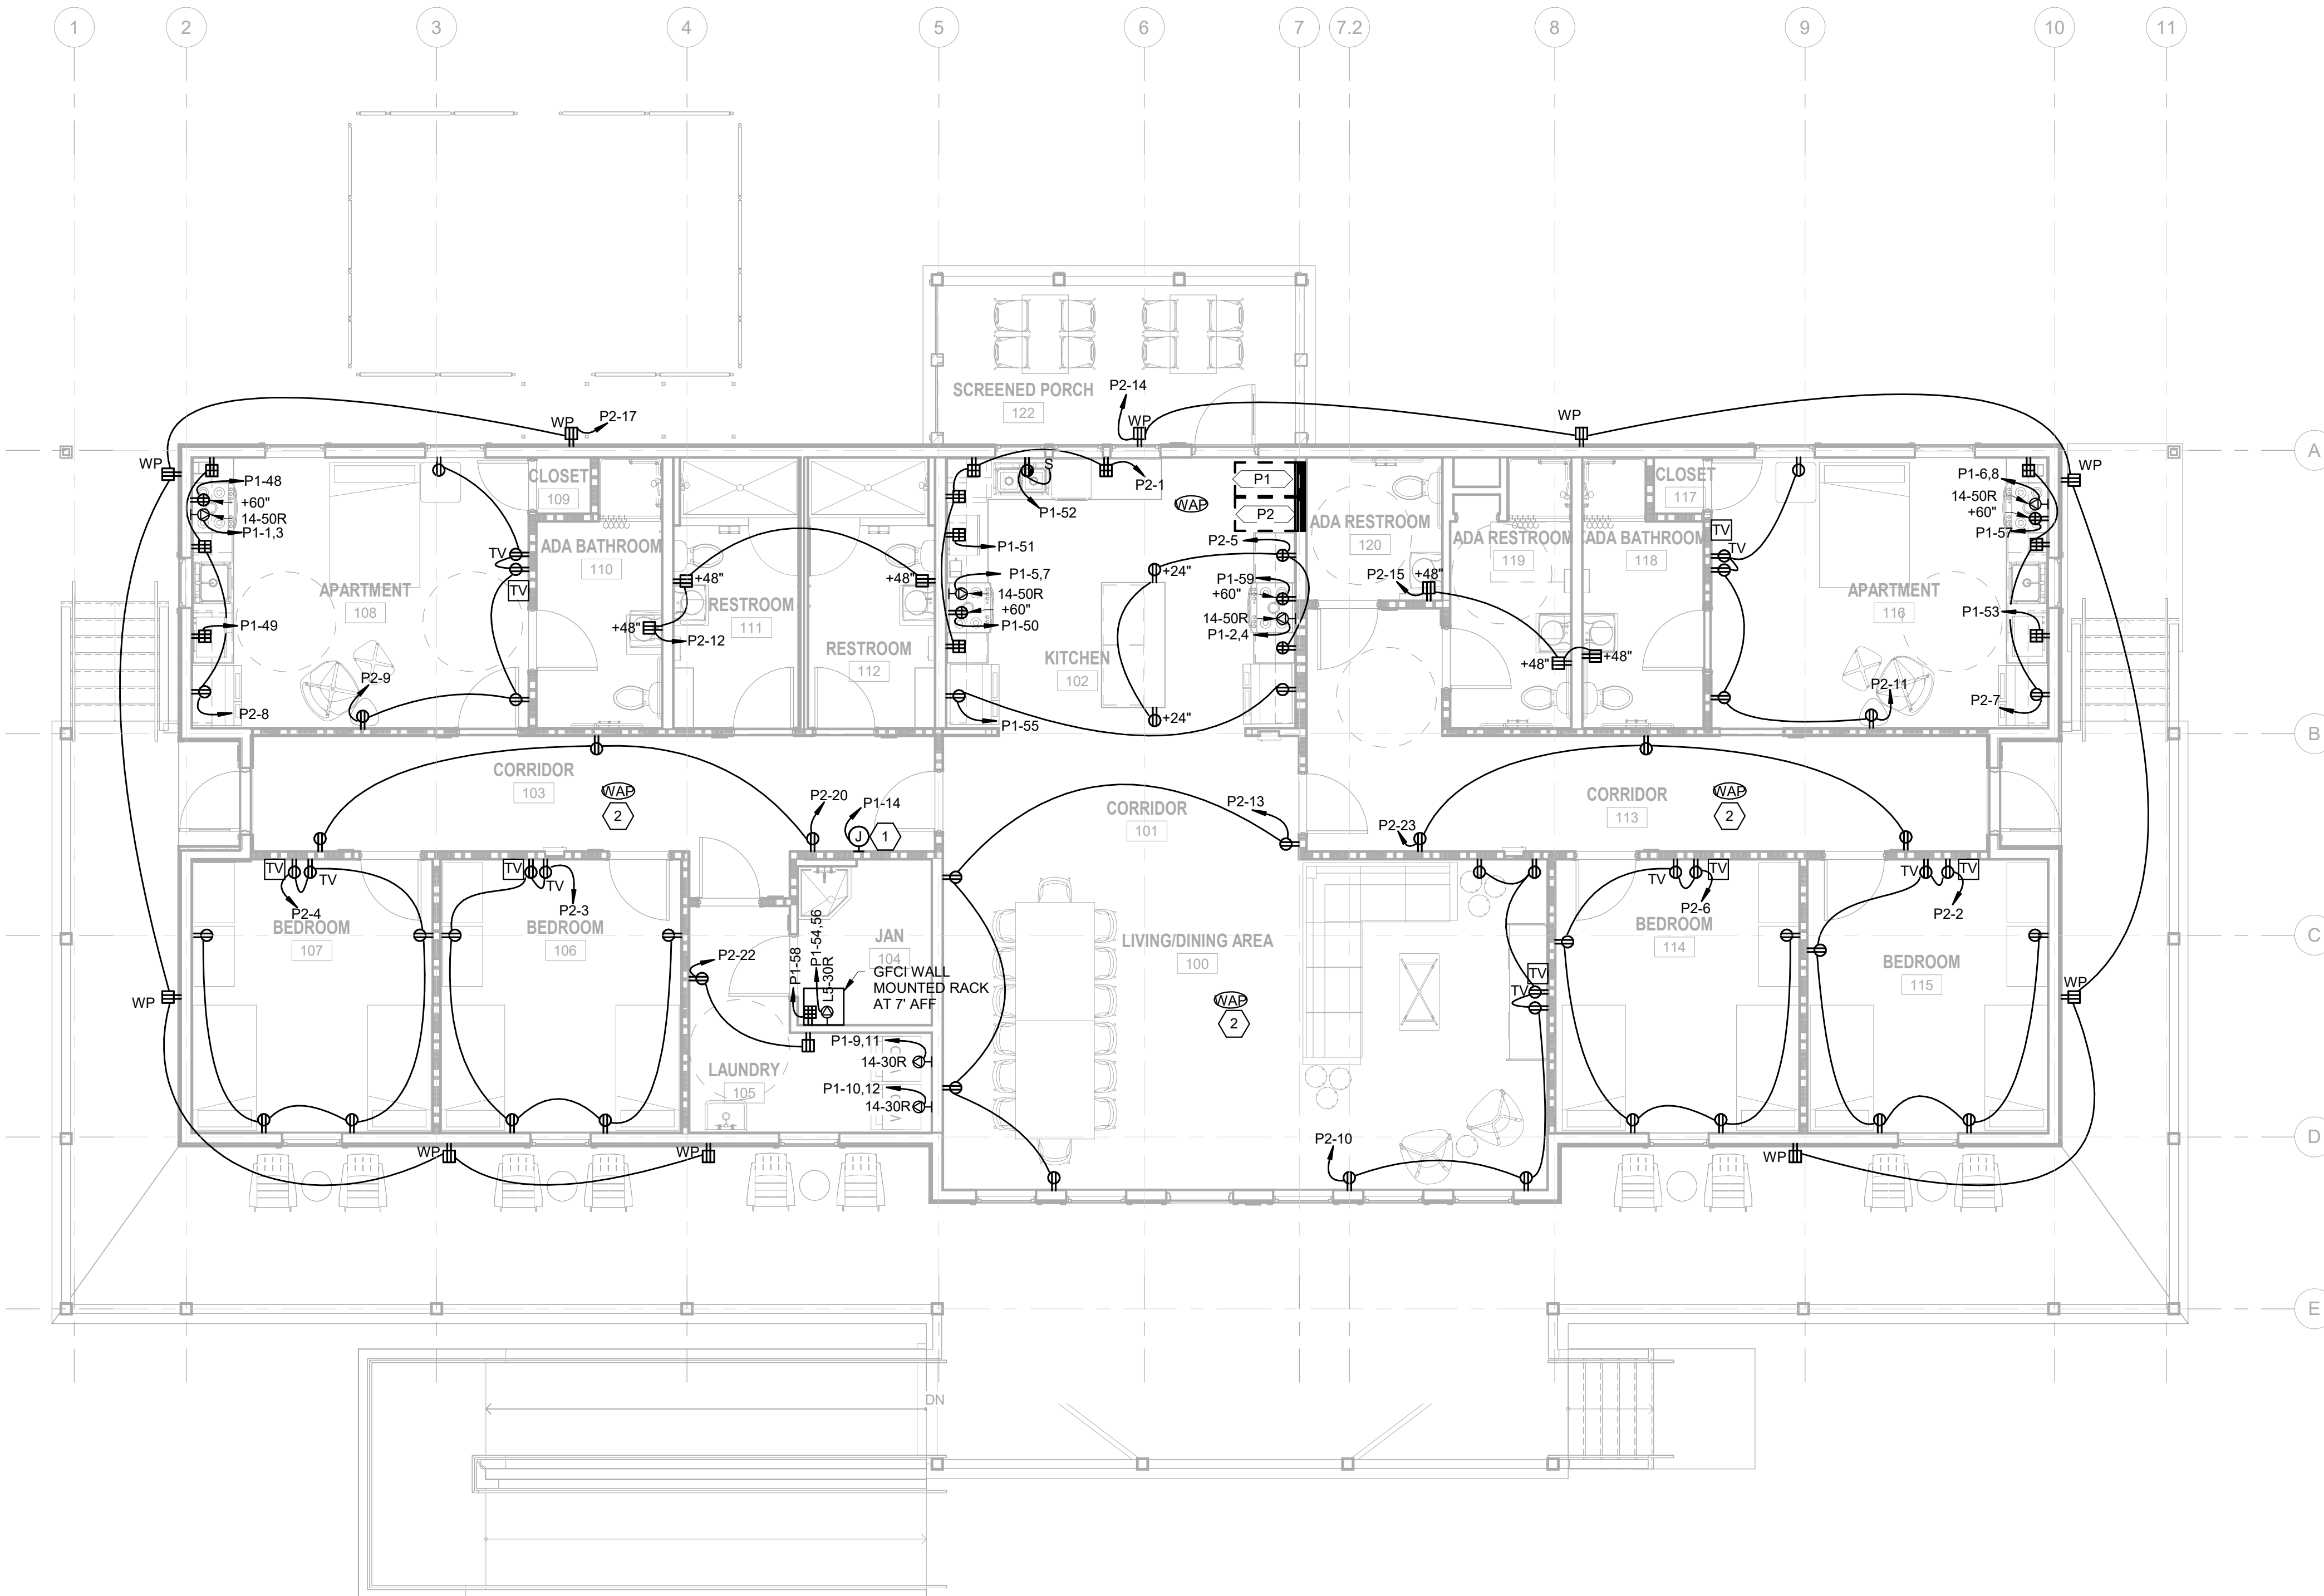 1
2
3
4
5
6
7
7.2
8
9
10
11
SCREENED PORCH
122
P2-14
WP
WP
P2-17
WP
WP
WP
A
CLOSET
109
P1-48
+60"
14-50R
P1-1,3
TV
TV
ADA BATHROOM
110
APARTMENT
108
P1-49
P2-9
P2-8
+48"
+48"
+48"
RESTROOM
111
P2-12
RESTROOM
112
S
P2-1
P1-52
P1-51
P1-5,7
14-50R
+60"
P1-50
P1-55
KITCHEN
102
WAP
P1
P2
P2-5
+24"
+24"
P1-59
+60"
14-50R
P1-2,4
ADA RESTROOM
120
P2-15
+48"
ADA RESTROOM
119
+48"
+48"
ADA BATHROOM
118
CLOSET
117
TV
TV
APARTMENT
116
P1-6,8
14-50R
+60"
P1-57
P1-53
P2-11
P2-7
B
CORRIDOR
103
WAP
2
P2-20
P1-14
J
1
CORRIDOR
101
P2-13
CORRIDOR
113
WAP
2
P2-23
TV
TV
P2-4
BEDROOM
107
TV
TV
P2-3
BEDROOM
106
P2-22
JAN
104
P1-58
P1-54,56
L5-30R
GFCI WALL
MOUNTED RACK
AT 7' AFF
LIVING/DINING AREA
100
WAP
2
TV
TV
TV
TV
P2-6
BEDROOM
114
TV
TV
P2-2
BEDROOM
115
C
WP
WP
P1-9,11
14-30R
P1-10,12
14-30R
LAUNDRY
105
P2-10
WP
WP
WP
D
E
DN